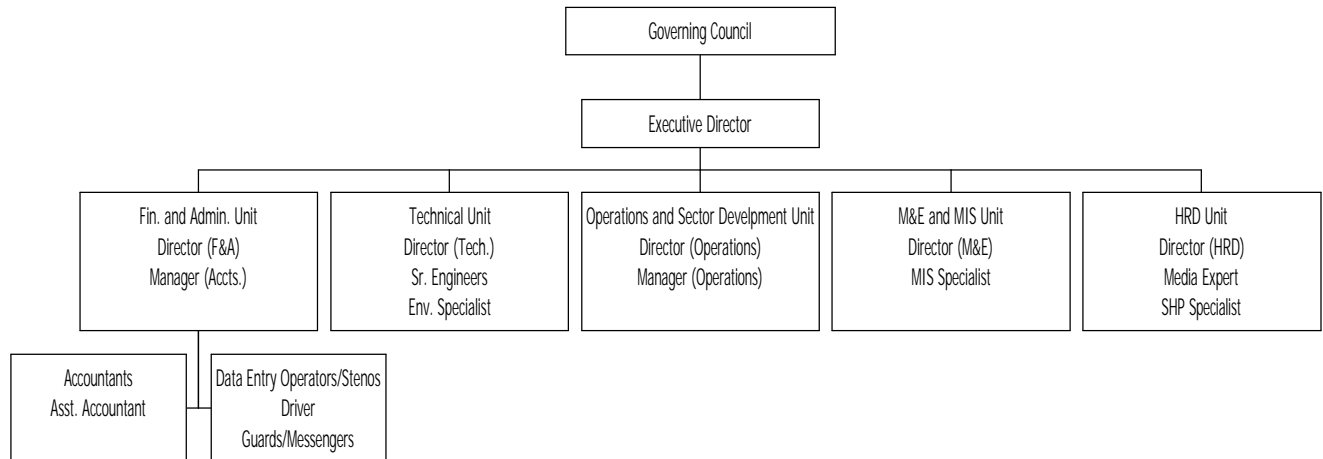 Governing Council
Executive Director
Fin. and Admin. Unit
Director (F&A)
Manager (Accts.)
Technical Unit
Director (Tech.)
Sr. Engineers
Env. Specialist
Operations and Sector Develpment Unit
Director (Operations)
Manager (Operations)
M&E and MIS Unit
Director (M&E)
MIS Specialist
HRD Unit
Director (HRD)
Media Expert
SHP Specialist
Accountants
Asst. Accountant
Data Entry Operators/Stenos
Driver
Guards/Messengers